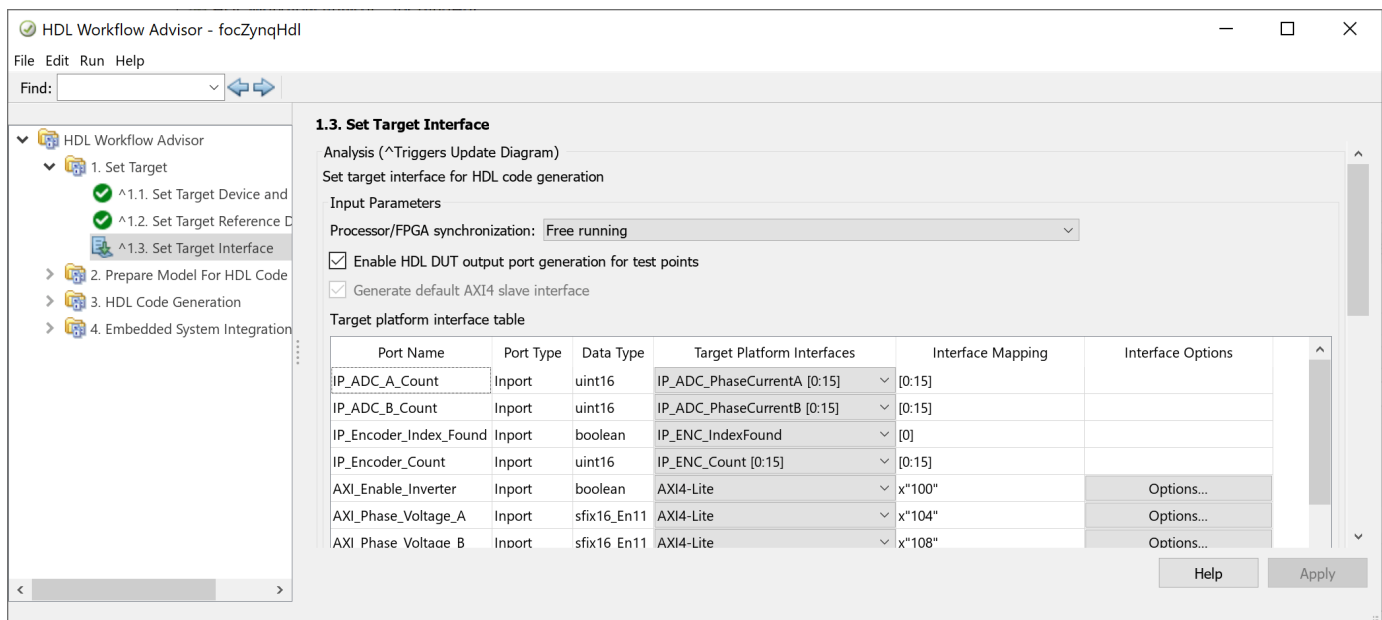 HDL Workflow Advisor - focZynqHdl
File Edit Run Help
Find:
HDL Workflow Advisor
1. Set Target
^1.1. Set Target Device and
^1.2. Set Target Reference D
^1.3. Set Target Interface
2. Prepare Model For HDL Code
3. HDL Code Generation
4. Embedded System Integration
1.3. Set Target Interface
Analysis (^Triggers Update Diagram)
Set target interface for HDL code generation
Input Parameters
Processor/FPGA synchronization: Free running
Enable HDL DUT output port generation for test points
Generate default AXI4 slave interface
Target platform interface table
Port Name Port Type Data Type Target Platform Interfaces Interface Mapping Interface Options
IP_ADC_A_Count Inport uint16 IP_ADC_PhaseCurrentA [0:15] [0:15]
IP_ADC_B_Count Inport uint16 IP_ADC_PhaseCurrentB [0:15] [0:15]
IP_Encoder_Index_Found Inport boolean IP_ENC_IndexFound [0]
IP_Encoder_Count Inport uint16 IP_ENC_Count [0:15] [0:15]
AXI_Enable_Inverter Inport boolean AXI4-Lite x"100" Options...
AXI_Phase_Voltage_A Inport sfix16_En11 AXI4-Lite x"104" Options...
AXI_Phase_Voltage_B Inport sfix16_En11 AXI4-Lite x"108" Options...
Help Apply